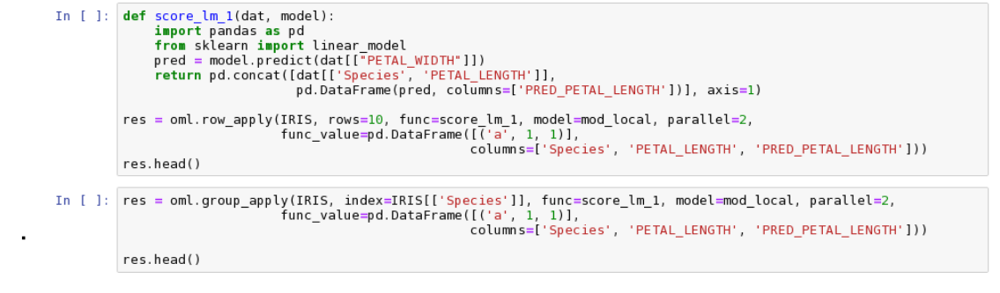 In [ ]: def score_lm_1(dat, model):
    import pandas as pd
    from sklearn import linear_model
    pred = model.predict(dat[["PETAL_WIDTH"]])
    return pd.concat([dat[['Species', 'PETAL_LENGTH']],
                      pd.DataFrame(pred, columns=['PRED_PETAL_LENGTH'])], axis=1)
res = oml.row_apply(IRIS, rows=10, func=score_lm_1, model=mod_local, parallel=2,
                    func_value=pd.DataFrame([('a', 1, 1)],
                                            columns=['Species', 'PETAL_LENGTH', 'PRED_PETAL_LENGTH']))
res.head()
In [ ]: res = oml.group_apply(IRIS, index=IRIS[['Species']], func=score_lm_1, model=mod_local, parallel=2,
                    func_value=pd.DataFrame([('a', 1, 1)],
                                            columns=['Species', 'PETAL_LENGTH', 'PRED_PETAL_LENGTH']))
res.head()